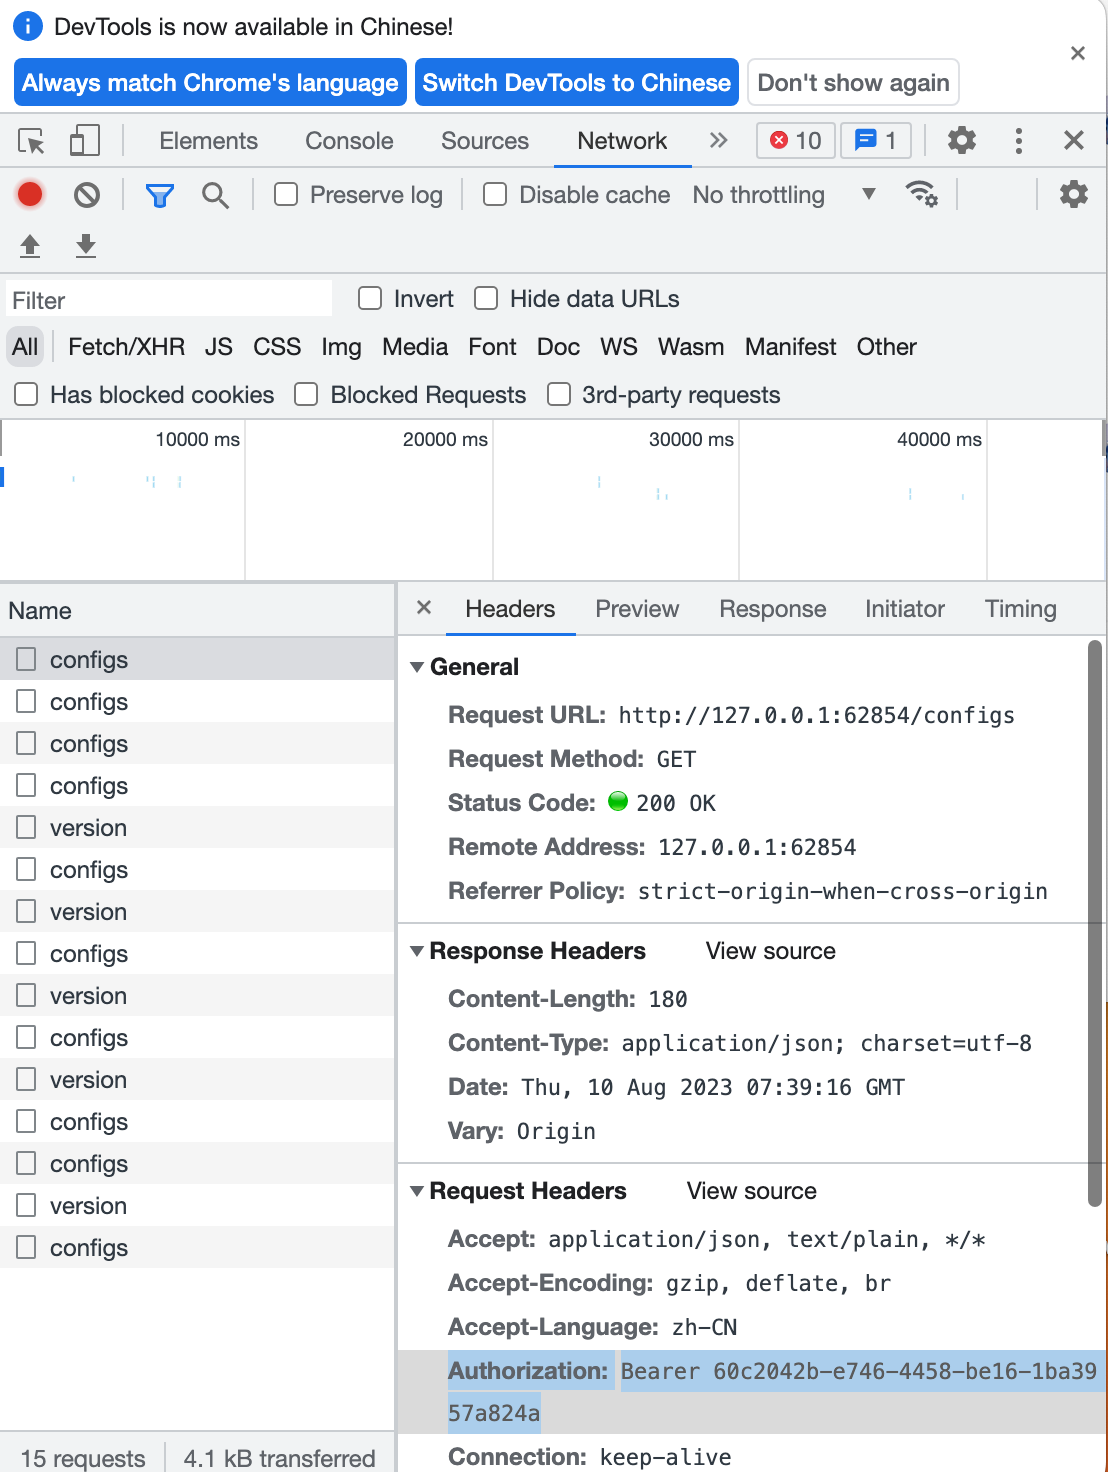 DevTools is now available in Chinese!
Always match Chrome's language Switch DevTools to Chinese Don't show again
Elements Console Sources Network 10 1
Preserve log Disable cache No throttling
Filter Invert Hide data URLs
All Fetch/XHR JS CSS Img Media Font Doc WS Wasm Manifest Other
Has blocked cookies Blocked Requests 3rd-party requests
10000 ms 20000 ms 30000 ms 40000 ms
Name
configs
configs
configs
configs
version
configs
version
configs
version
configs
version
configs
configs
version
configs
15 requests 4.1 kB transferred
Headers Preview Response Initiator Timing
General
Request URL: http://127.0.0.1:62854/configs
Request Method: GET
Status Code: 200 OK
Remote Address: 127.0.0.1:62854
Referrer Policy: strict-origin-when-cross-origin
Response Headers View source
Content-Length: 180
Content-Type: application/json; charset=utf-8
Date: Thu, 10 Aug 2023 07:39:16 GMT
Vary: Origin
Request Headers View source
Accept: application/json, text/plain, */*
Accept-Encoding: gzip, deflate, br
Accept-Language: zh-CN
Authorization: Bearer 60c2042b-e746-4458-be16-1ba39
57a824a
Connection: keep-alive